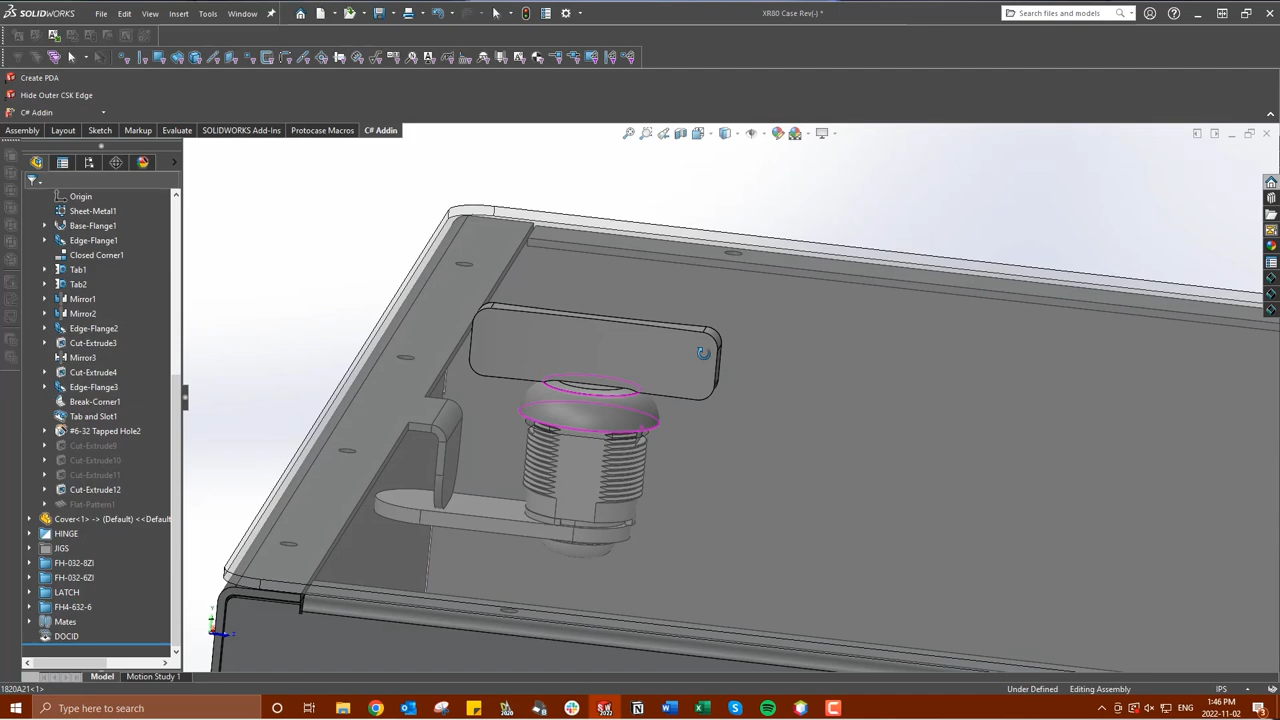 SOLIDWORKS File Edit View Insert Tools Window XR80 Case Rev(-) * Search files and models
Create PDA
Hide Outer CSK Edge
C# Addin
Assembly Layout Sketch Markup Evaluate SOLIDWORKS Add-Ins Protocase Macros C# Addin
Origin
Sheet-Metal1
Base-Flange1
Edge-Flange1
Closed Corner1
Tab1
Tab2
Mirror1
Mirror2
Edge-Flange2
Cut-Extrude3
Mirror3
Cut-Extrude4
Edge-Flange3
Break-Corner1
Tab and Slot1
#6-32 Tapped Hole2
Cut-Extrude9
Cut-Extrude10
Cut-Extrude11
Cut-Extrude12
Flat-Pattern1
Cover<1> -> (Default) <<Default
HINGE
JIGS
FH-032-8ZI
FH-032-6ZI
LATCH
FH4-632-6
Mates
DOCID
Model Motion Study 1
1820A21<1> Under Defined Editing Assembly IPS
Type here to search ENG 1:46 PM
2022-11-02